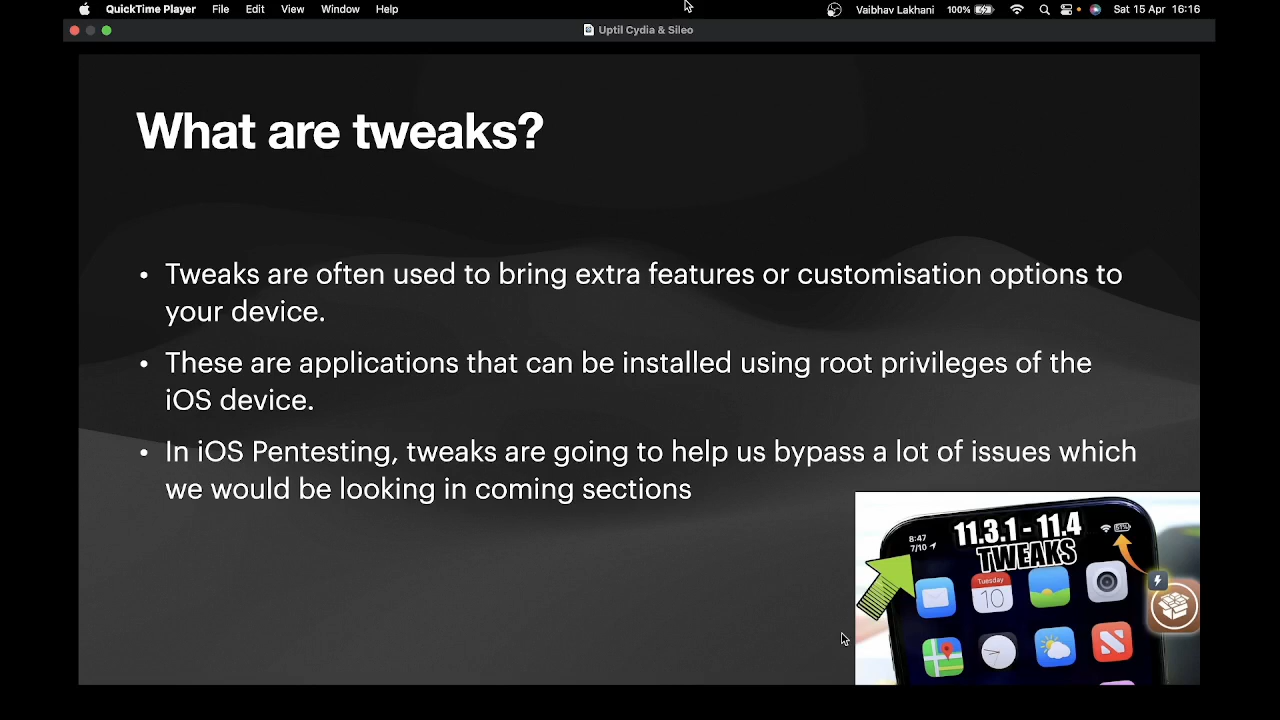 QuickTime Player File Edit View Window Help Vaibhav Lakhani 100% Sat 15 Apr 16:16
Uptil Cydia & Sileo
What are tweaks?
• Tweaks are often used to bring extra features or customisation options to
your device.
• These are applications that can be installed using root privileges of the
iOS device.
• In iOS Pentesting, tweaks are going to help us bypass a lot of issues which
we would be looking in coming sections
8:47
7/10
11.3.1 - 11.4
TWEAKS
Tuesday
10